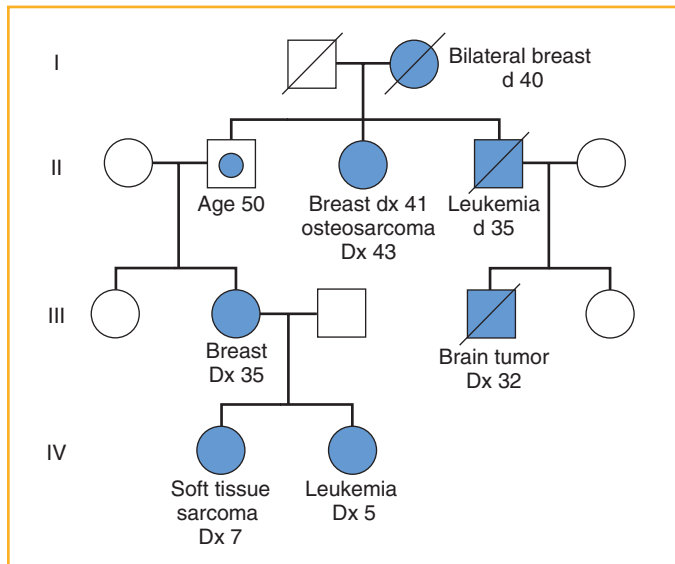 I
Bilateral breast
d 40
II
Age 50
Breast dx 41
osteosarcoma
Dx 43
Leukemia
d 35
III
Breast
Dx 35
Brain tumor
Dx 32
IV
Soft tissue
sarcoma
Dx 7
Leukemia
Dx 5